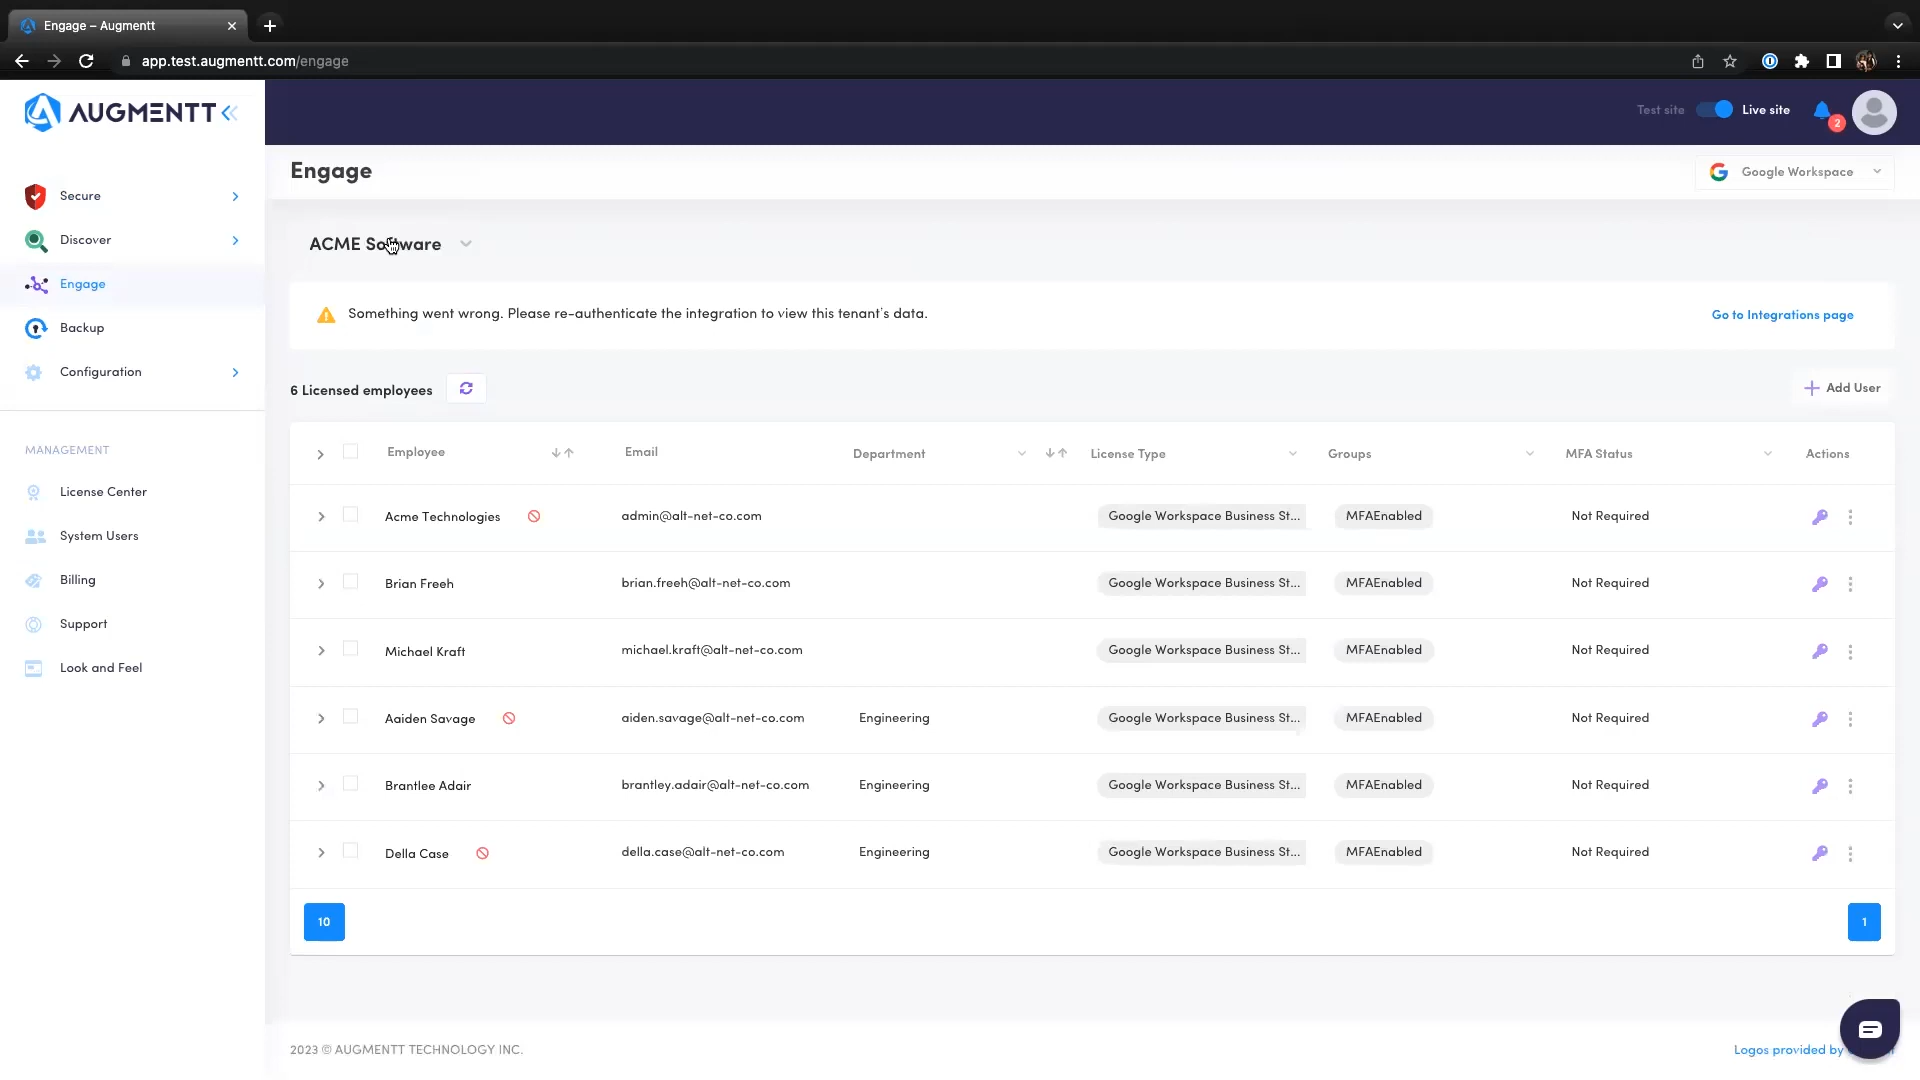 Engage – Augmentt
app.test.augmentt.com/engage
AUGMENTT
Test site
Live site
2
Engage
Google Workspace
Secure
Discover
Engage
Backup
Configuration
MANAGEMENT
License Center
System Users
Billing
Support
Look and Feel
ACME Software
Something went wrong. Please re-authenticate the integration to view this tenant's data.
Go to Integrations page
6 Licensed employees
Add User
Employee Email Department License Type Groups MFA Status Actions
Acme Technologies admin@alt-net-co.com Google Workspace Business St... MFAEnabled Not Required
Brian Freeh brian.freeh@alt-net-co.com Google Workspace Business St... MFAEnabled Not Required
Michael Kraft michael.kraft@alt-net-co.com Google Workspace Business St... MFAEnabled Not Required
Aaiden Savage aiden.savage@alt-net-co.com Engineering Google Workspace Business St... MFAEnabled Not Required
Brantlee Adair brantley.adair@alt-net-co.com Engineering Google Workspace Business St... MFAEnabled Not Required
Della Case della.case@alt-net-co.com Engineering Google Workspace Business St... MFAEnabled Not Required
10
1
2023 © AUGMENTT TECHNOLOGY INC.
Logos provided by